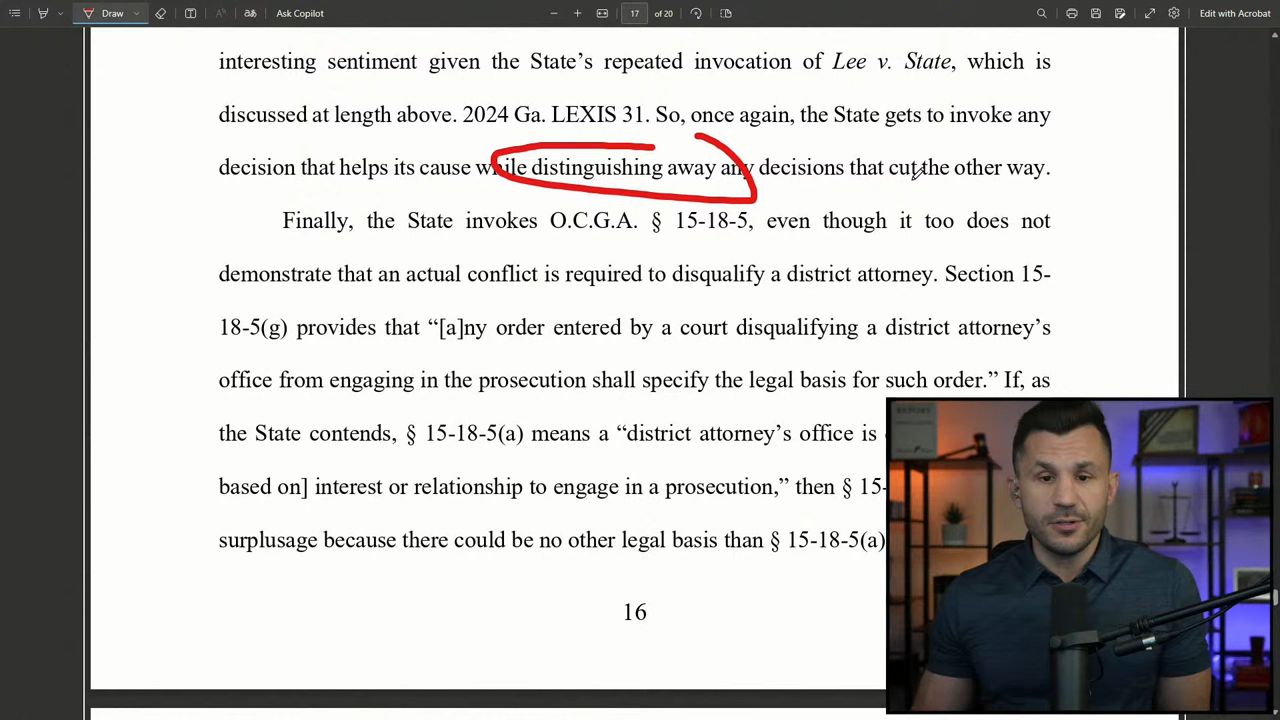 Draw
Ask Copilot
17 of 20
Edit with Acrobat
interesting sentiment given the State’s repeated invocation of Lee v. State, which is
discussed at length above. 2024 Ga. LEXIS 31. So, once again, the State gets to invoke any
decision that helps its cause while distinguishing away any decisions that cut the other way.
Finally, the State invokes O.C.G.A. § 15-18-5, even though it too does not
demonstrate that an actual conflict is required to disqualify a district attorney. Section 15-
18-5(g) provides that “[a]ny order entered by a court disqualifying a district attorney’s
office from engaging in the prosecution shall specify the legal basis for such order.” If, as
the State contends, § 15-18-5(a) means a “district attorney’s office is
based on] interest or relationship to engage in a prosecution,” then § 15-
surplusage because there could be no other legal basis than § 15-18-5(a)
16